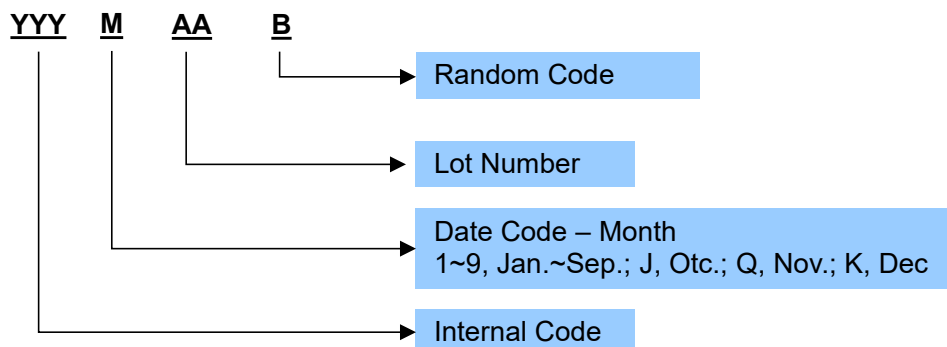 YYY M AA B
Random Code
Lot Number
Date Code – Month
1~9, Jan.~Sep.; J, Otc.; Q, Nov.; K, Dec
Internal Code